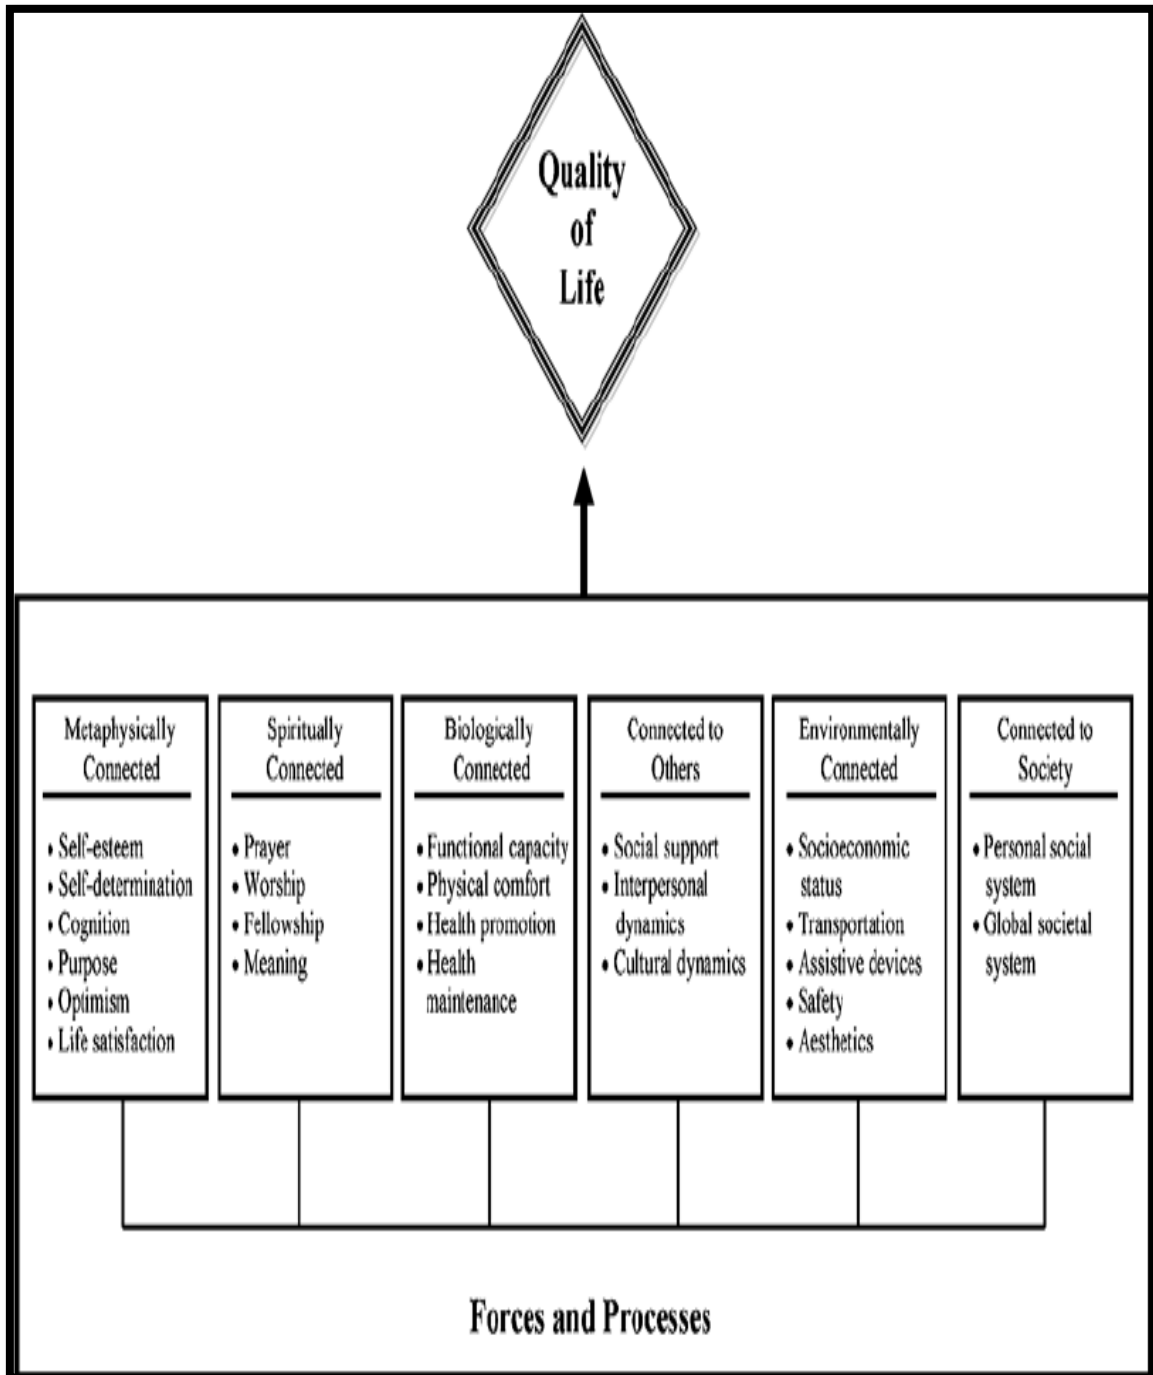 Quality
of
Life
Metaphysically
Connected
• Self-esteem
• Self-determination
• Cognition
• Purpose
• Optimism
• Life satisfaction
Spiritually
Connected
• Prayer
• Worship
• Fellowship
• Meaning
Biologically
Connected
• Functional capacity
• Physical comfort
• Health promotion
• Health
maintenance
Connected to
Others
• Social support
• Interpersonal
dynamics
• Cultural dynamics
Environmentally
Connected
• Socioeconomic
status
• Transportation
• Assistive devices
• Safety
• Aesthetics
Connected to
Society
• Personal social
system
• Global societal
system
Forces and Processes